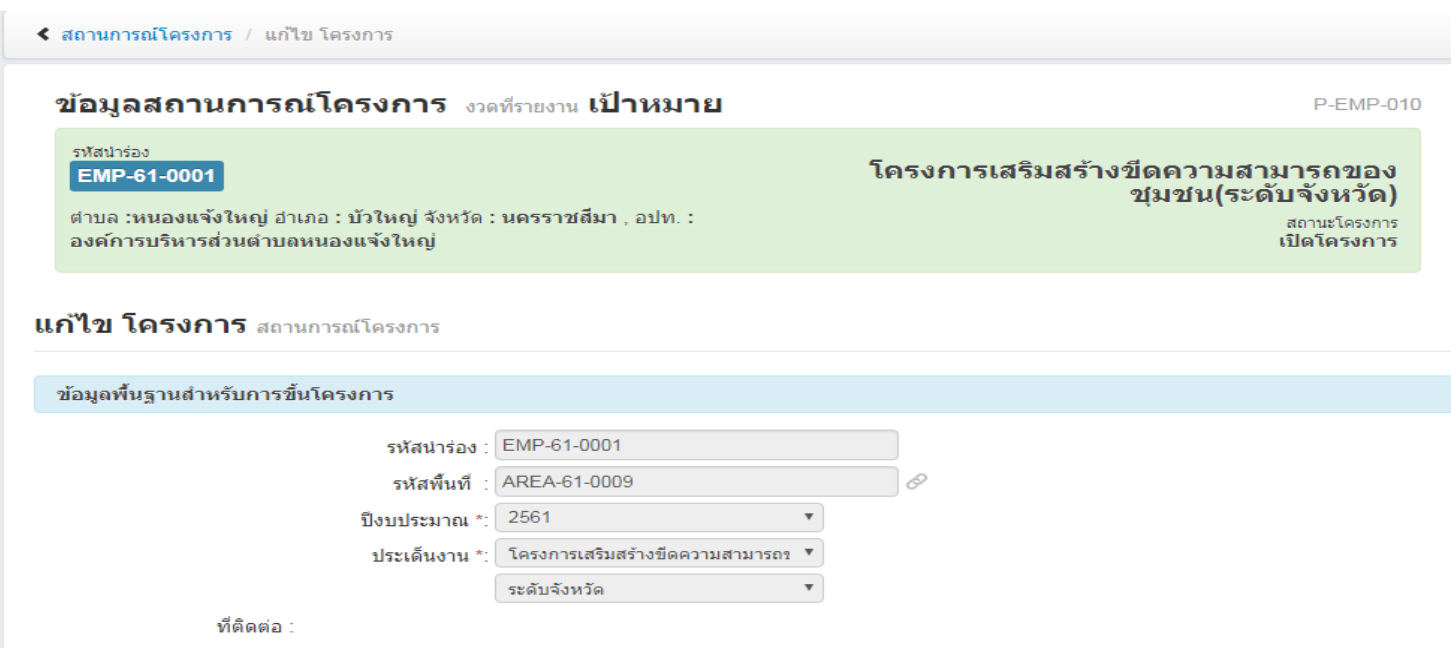 สถานการณ์โครงการ / แก้ไข โครงการ
ข้อมูลสถานการณ์โครงการ งวดที่รายงาน เป้าหมาย
P-EMP-010
รหัสนำร่อง
EMP-61-0001
ตำบล :หนองแจ้งใหญ่ อำเภอ : บัวใหญ่ จังหวัด : นครราชสีมา , อปท. :
องค์การบริหารส่วนตำบลหนองแจ้งใหญ่
โครงการเสริมสร้างขีดความสามารถของ
ชุมชน(ระดับจังหวัด)
สถานะโครงการ
เปิดโครงการ
แก้ไข โครงการ สถานการณ์โครงการ
ข้อมูลพื้นฐานสำหรับการขึ้นโครงการ
รหัสนำร่อง : EMP-61-0001
รหัสพื้นที่ : AREA-61-0009
ปีงบประมาณ *: 2561
ประเด็นงาน *: โครงการเสริมสร้างขีดความสามารถข
ระดับจังหวัด
ที่ติดต่อ :